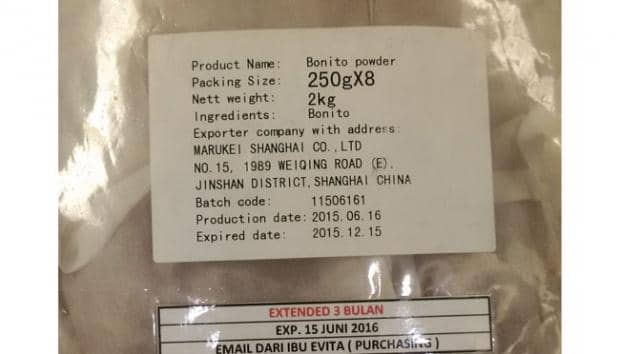 Product Name: Bonito powder
Packing Size: 250gX8
Nett weight: 2kg
Ingredients: Bonito
Exporter company with address:
MARUKEI SHANGHAI CO.,LTD
NO.15, 1989 WEIQING ROAD (E),
JINSHAN DISTRICT,SHANGHAI CHINA
Batch code: 11506161
Production date: 2015.06.16
Expired date: 2015.12.15
EXTENDED 3 BULAN
EXP. 15 JUNI 2016
EMAIL DARI IBU EVITA ( PURCHASING )